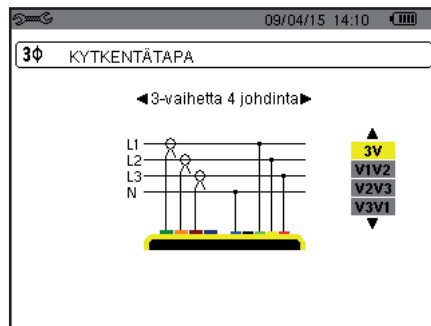 09/04/15 14:10
3Φ KYTKENTÄTAPA
◄3-vaihetta 4 johdinta►
L1
L2
L3
N
3V
V1V2
V2V3
V3V1